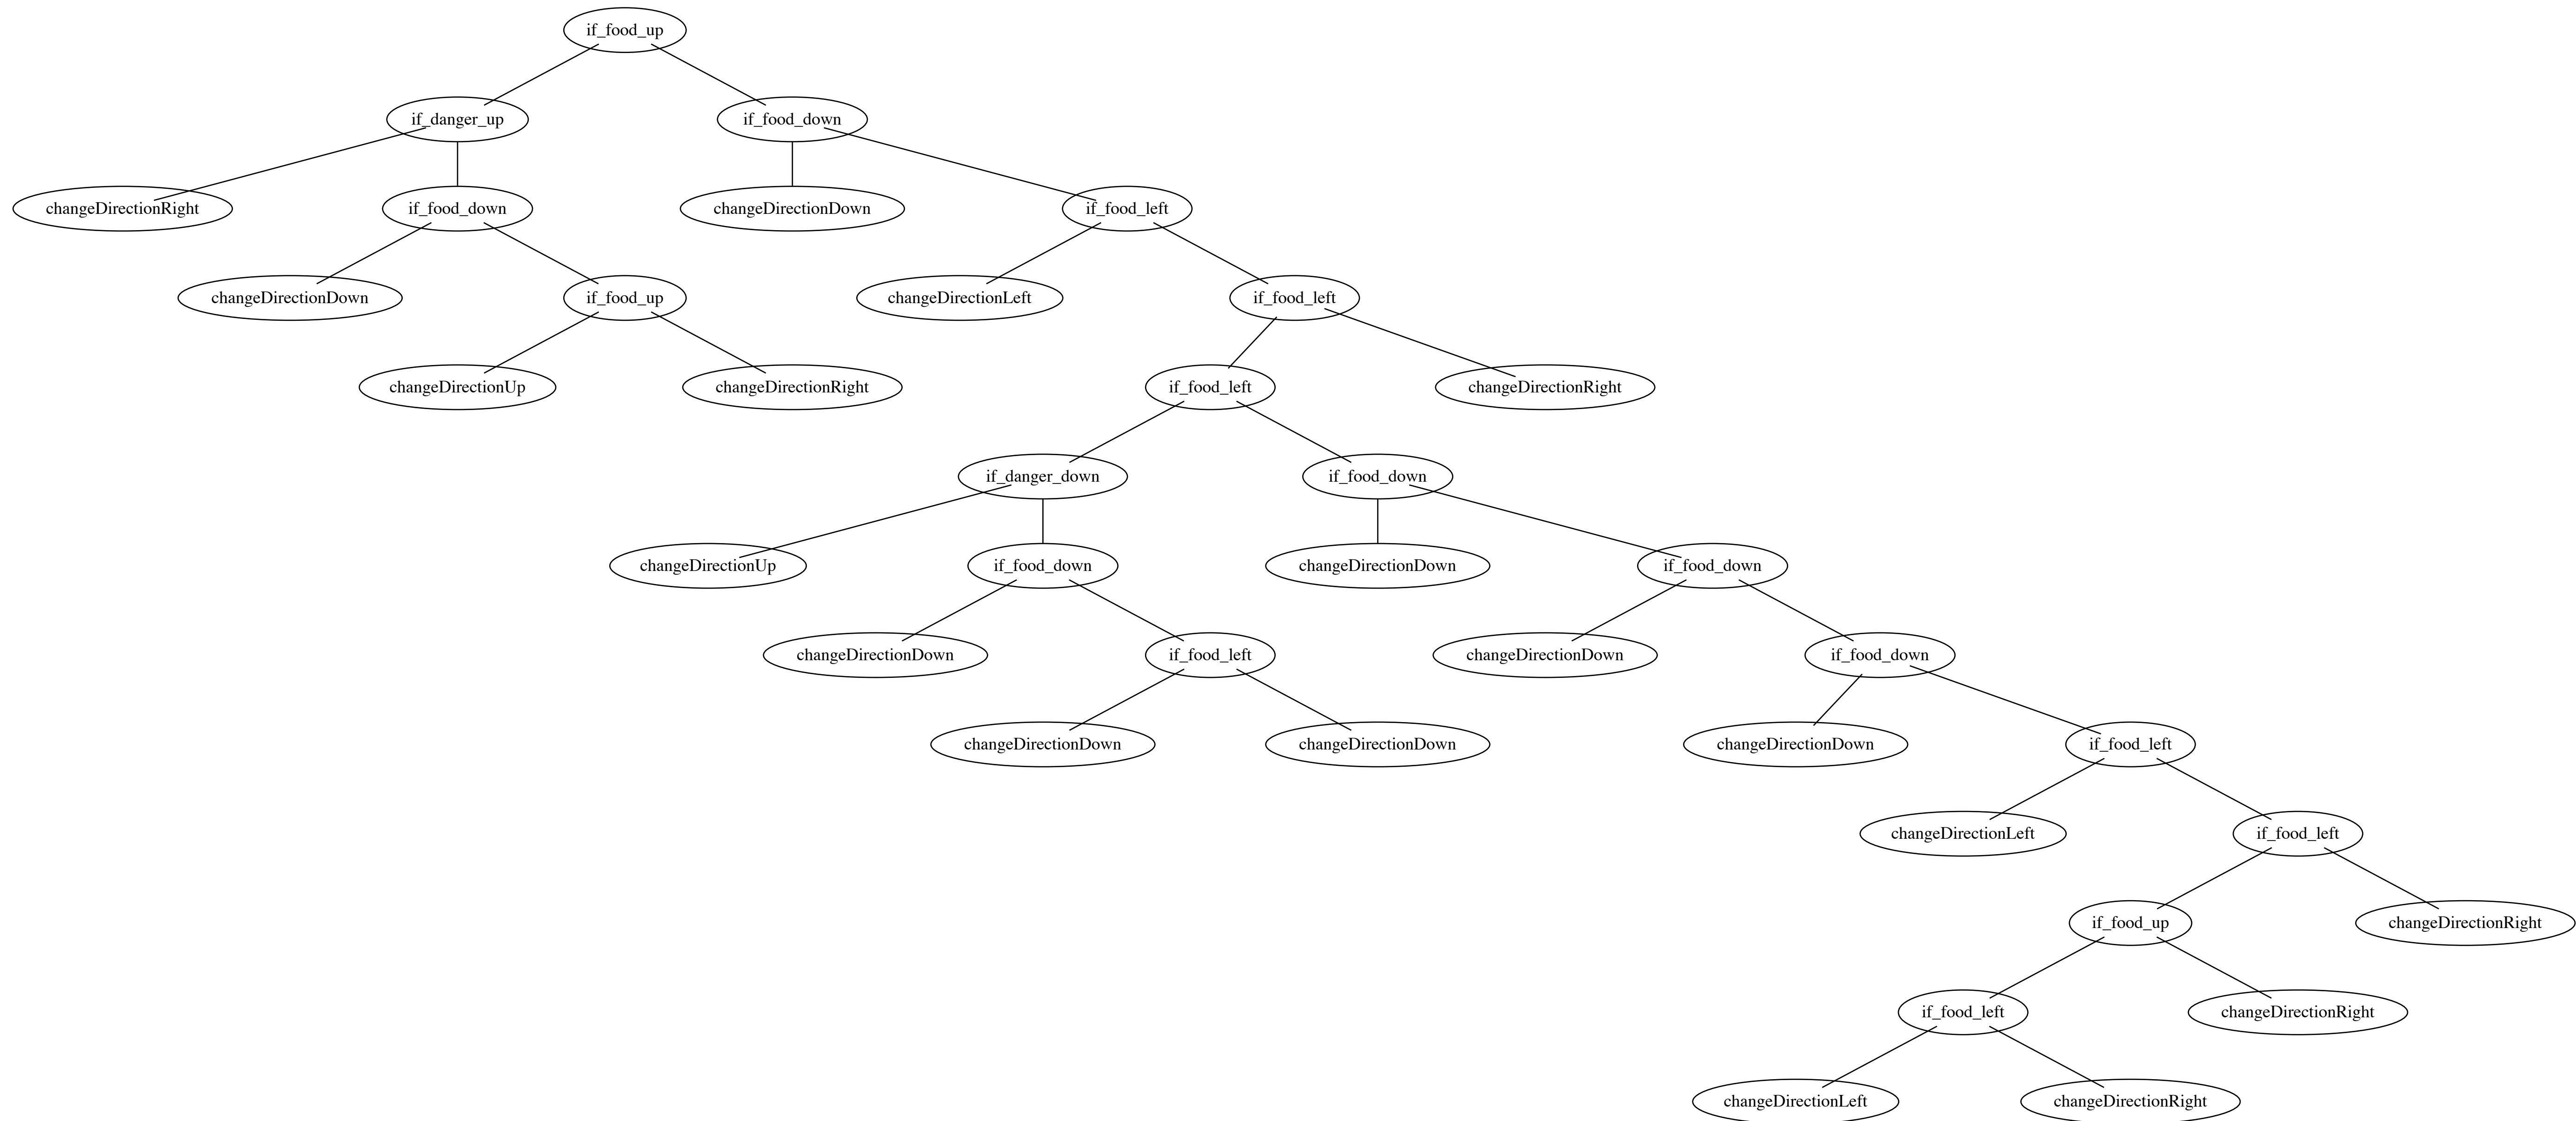 if_food_up
if_danger_up
if_food_down
changeDirectionRight
if_food_down
changeDirectionDown
if_food_left
changeDirectionDown
if_food_up
changeDirectionLeft
if_food_left
changeDirectionUp
changeDirectionRight
if_food_left
changeDirectionRight
if_danger_down
if_food_down
changeDirectionUp
if_food_down
changeDirectionDown
if_food_down
changeDirectionDown
if_food_left
changeDirectionDown
if_food_down
changeDirectionDown
changeDirectionDown
changeDirectionDown
if_food_left
changeDirectionLeft
if_food_left
if_food_up
changeDirectionRight
if_food_left
changeDirectionRight
changeDirectionLeft
changeDirectionRight